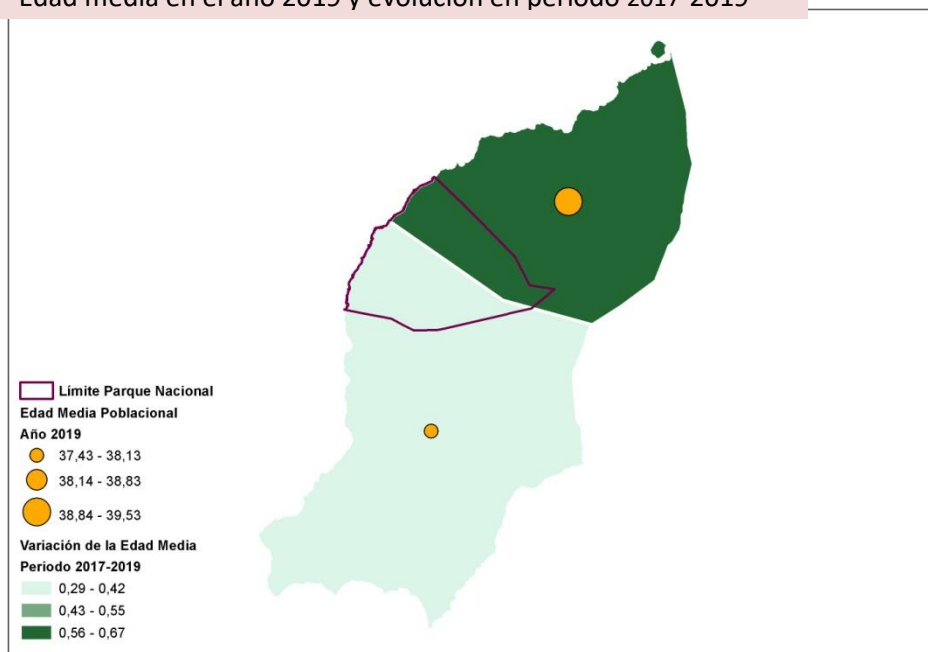 Edad media en el año 2019 y evolución en periodo 2017-2019
Límite Parque Nacional
Edad Media Poblacional
Año 2019
37,43 - 38,13
38,14 - 38,83
38,84 - 39,53
Variación de la Edad Media
Periodo 2017-2019
0,29 - 0,42
0,43 - 0,55
0,56 - 0,67